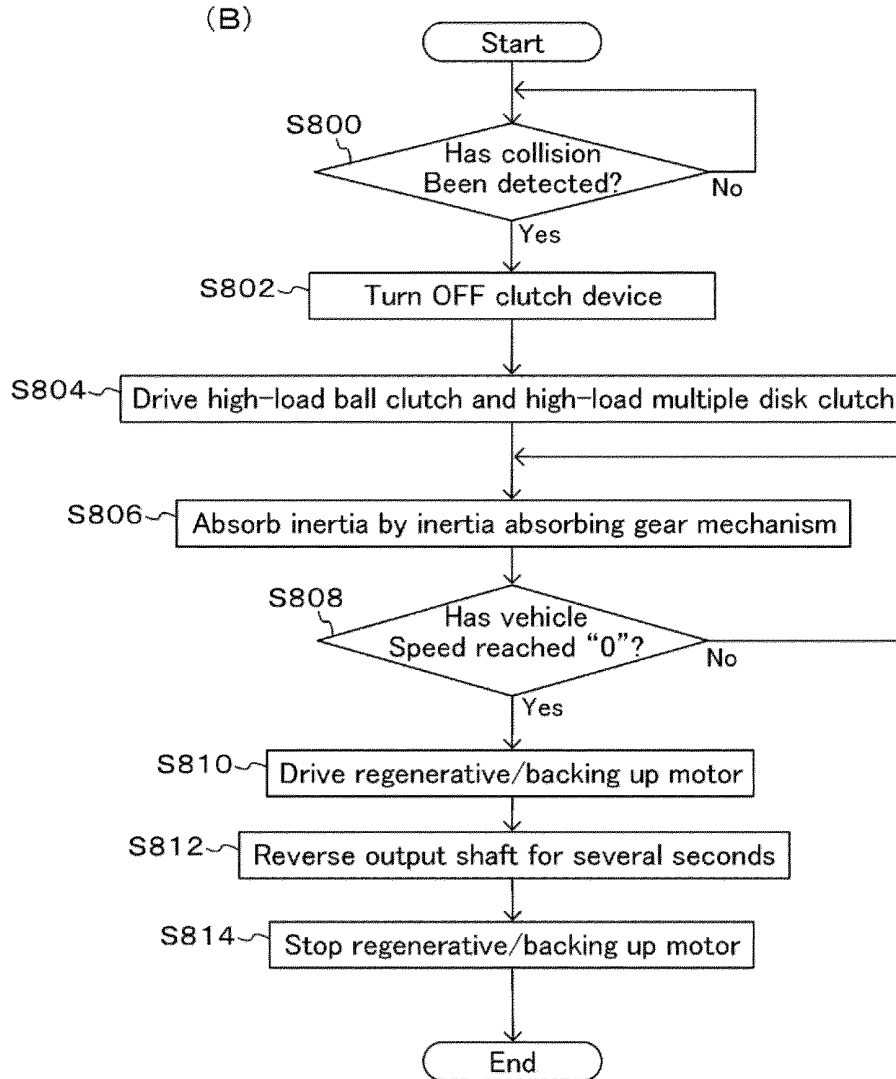 (B)
Start
S800
Has collision
Been detected?
No
Yes
S802
Turn OFF clutch device
S804
Drive high-load ball clutch and high-load multiple disk clutch
S806
Absorb inertia by inertia absorbing gear mechanism
S808
Has vehicle
Speed reached “0”?
No
Yes
S810
Drive regenerative/backing up motor
S812
Reverse output shaft for several seconds
S814
Stop regenerative/backing up motor
End